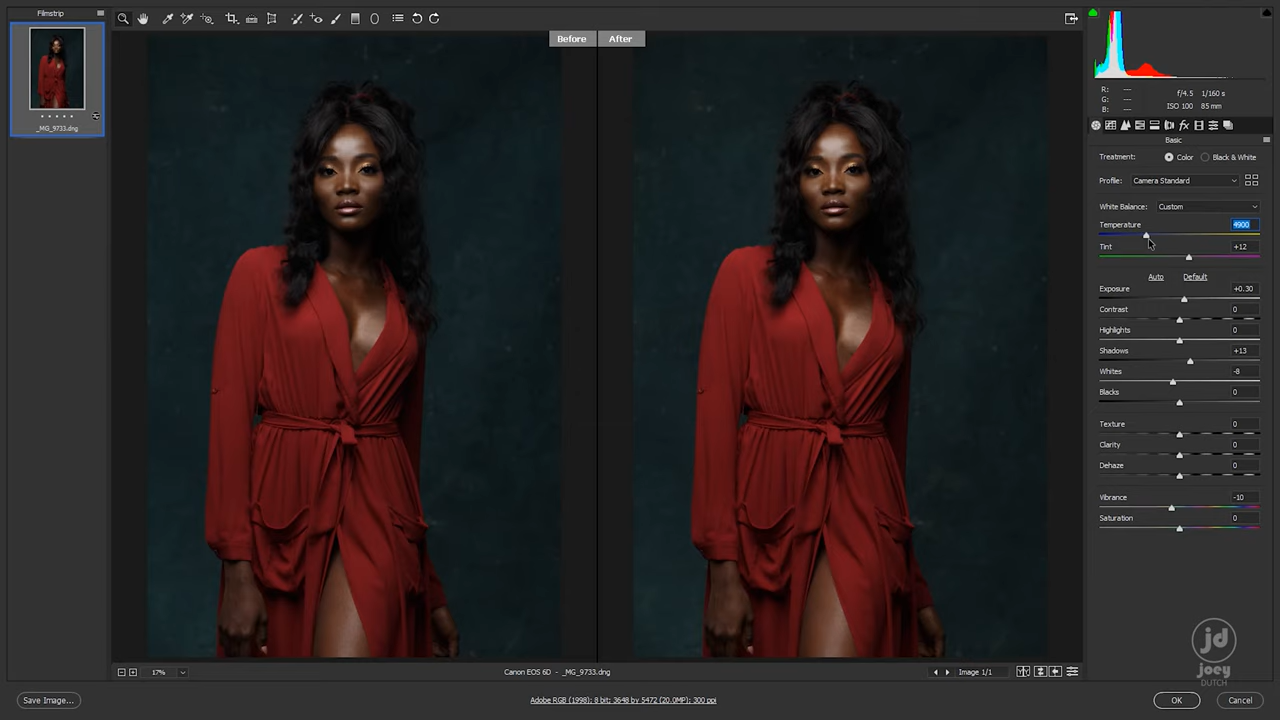 Filmstrip
_MG_9733.dng
Before
After
R: ---
G: ---
B: ---
f/4.5 1/160 s
ISO 100 85 mm
Basic
Treatment: Color Black & White
Profile: Camera Standard
White Balance: Custom
Temperature 4900
Tint +12
Auto Default
Exposure +0.30
Contrast 0
Highlights 0
Shadows +13
Whites -8
Blacks 0
Texture 0
Clarity 0
Dehaze 0
Vibrance -10
Saturation 0
jd
joey
DUTCH
17%
Canon EOS 6D - _MG_9733.dng
Image 1/1
Save Image...
Adobe RGB (1998); 8 bit; 3648 by 5472 (20.0MP); 300 ppi
OK
Cancel